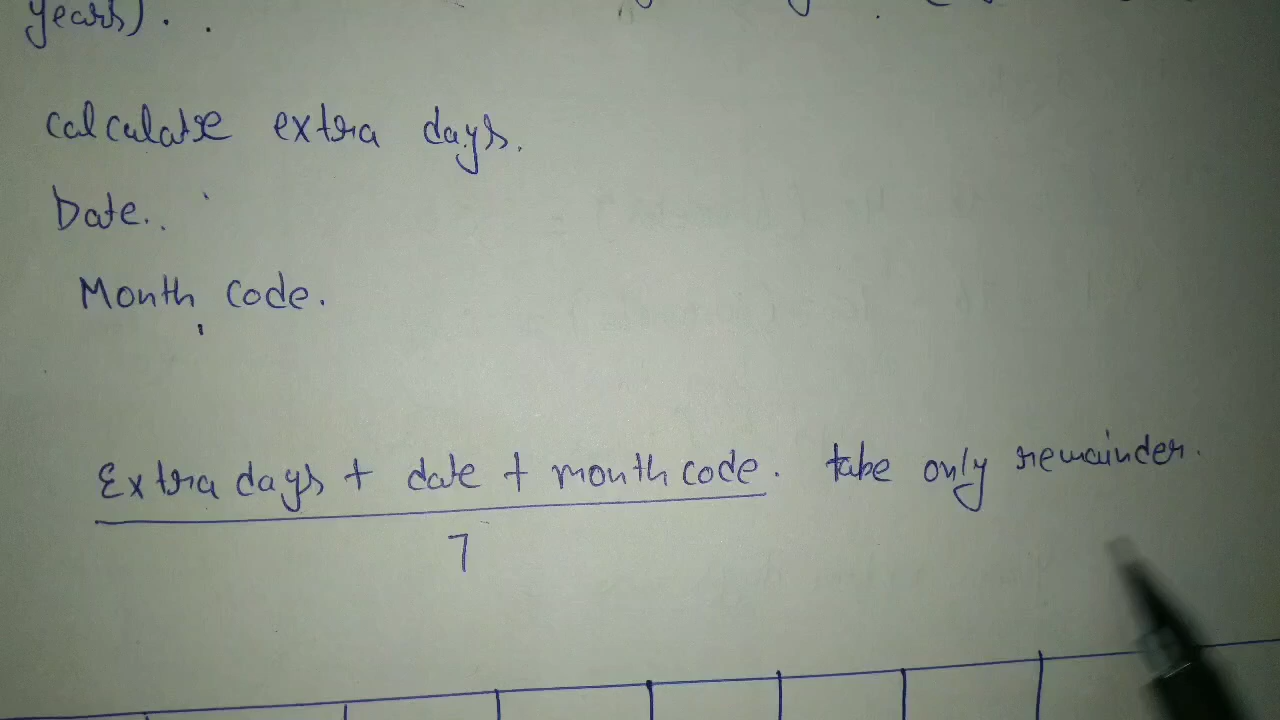 years). .
Calculate extra days.
Date.
Month Code.
Extra days + date + month code. take only remainder.
7